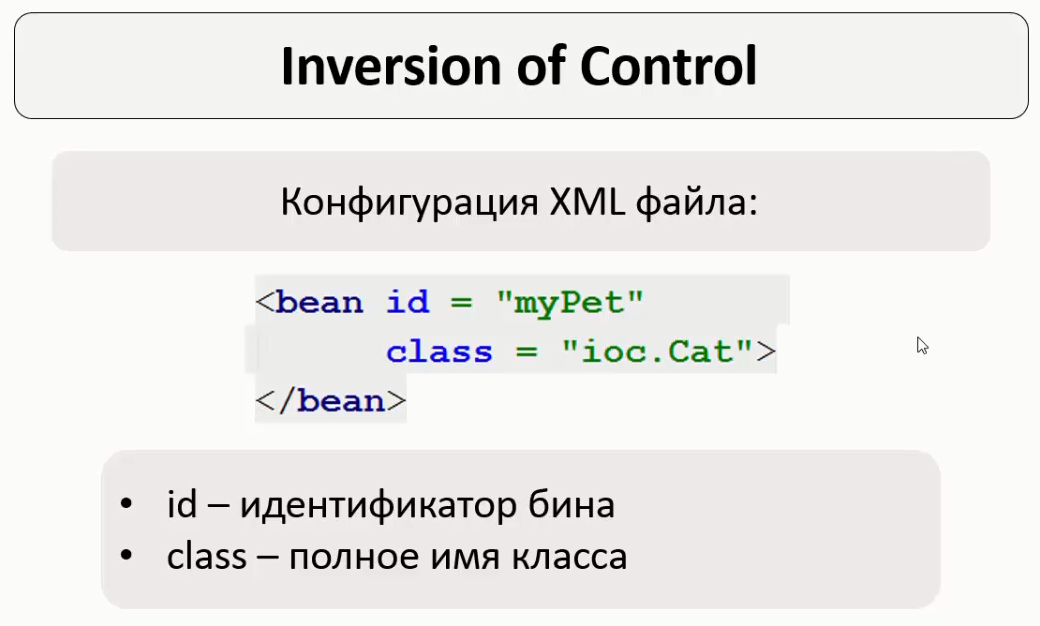 Inversion of Control
Конфигурация XML файла:
<bean id = "myPet"
class = "ioc.Cat">
</bean>
• id – идентификатор бина
• class – полное имя класса